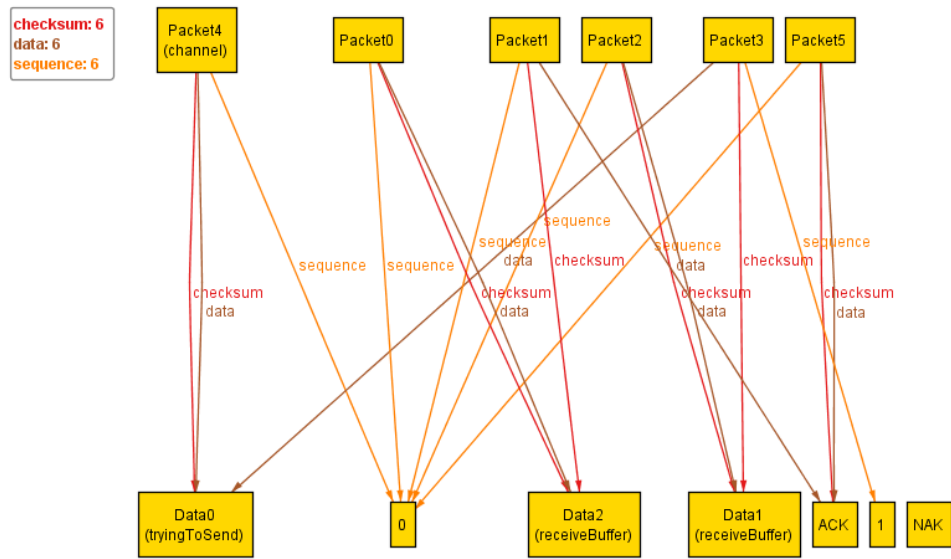 checksum: 6
data: 6
sequence: 6
Packet4
(channel)
Packet0
Packet1
Packet2
Packet3
Packet5
sequence
sequence
sequence
data
sequence
checksum
sequence
data
checksum
sequence
checksum
data
checksum
data
checksum
data
checksum
data
Data0
(tryingToSend)
0
Data2
(receiveBuffer)
Data1
(receiveBuffer)
ACK
1
NAK